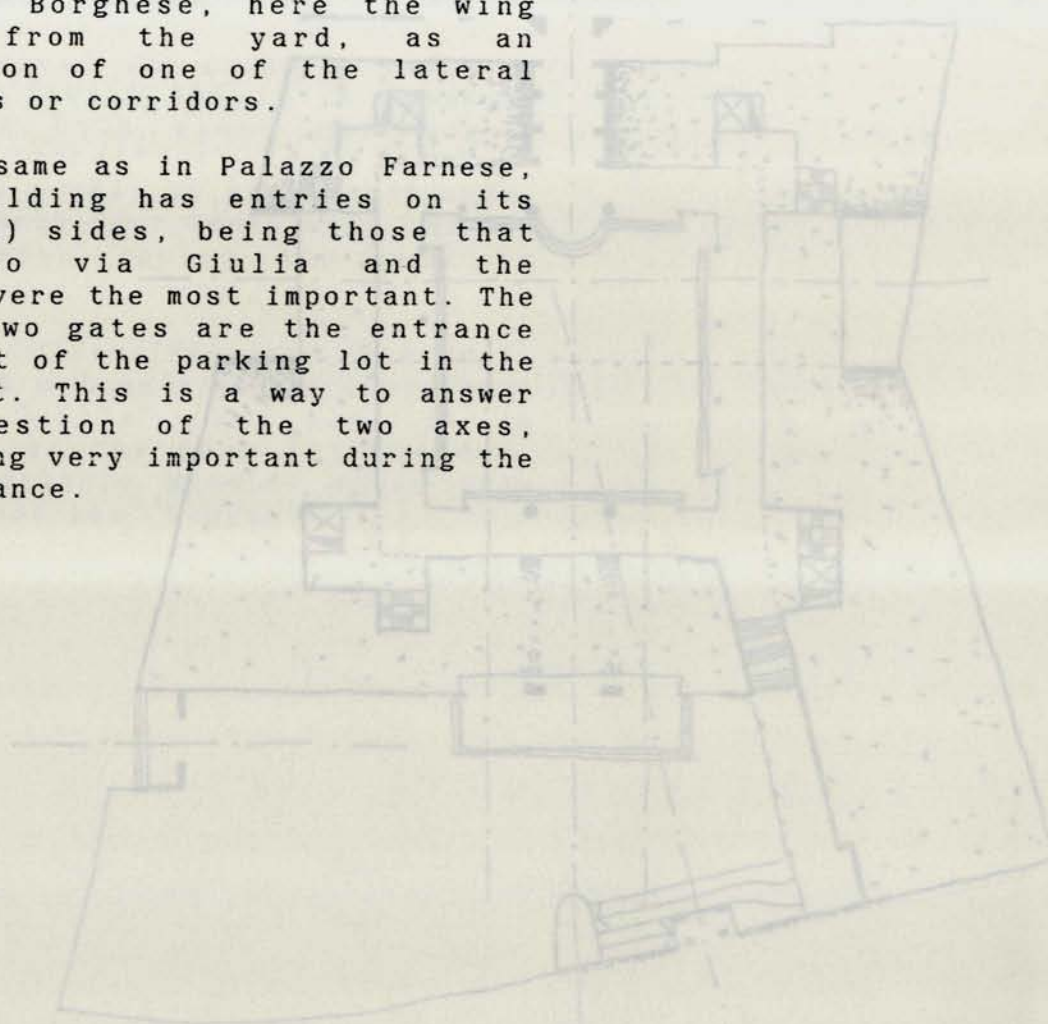 Borghese, here the wing
from the yard, as an
on of one of the lateral
s or corridors.
same as in Palazzo Farnese,
lding has entries on its
) sides, being those that
o via Giulia and the
vere the most important. The
wo gates are the entrance
t of the parking lot in the
t. This is a way to answer
estion of the two axes,
ng very important during the
ance.